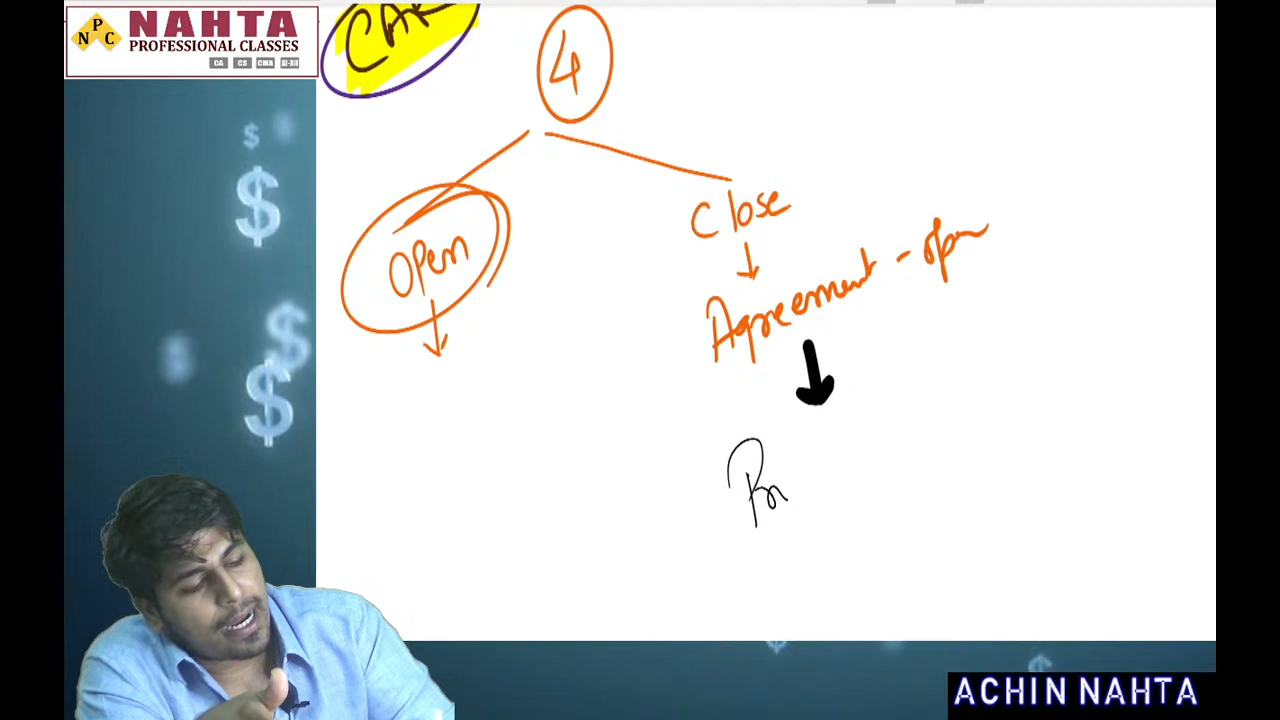 NPC NAHTA
PROFESSIONAL CLASSES
CA CS CMA XI-XII
4
Open
Close
Agreement - open
ACHIN NAHTA